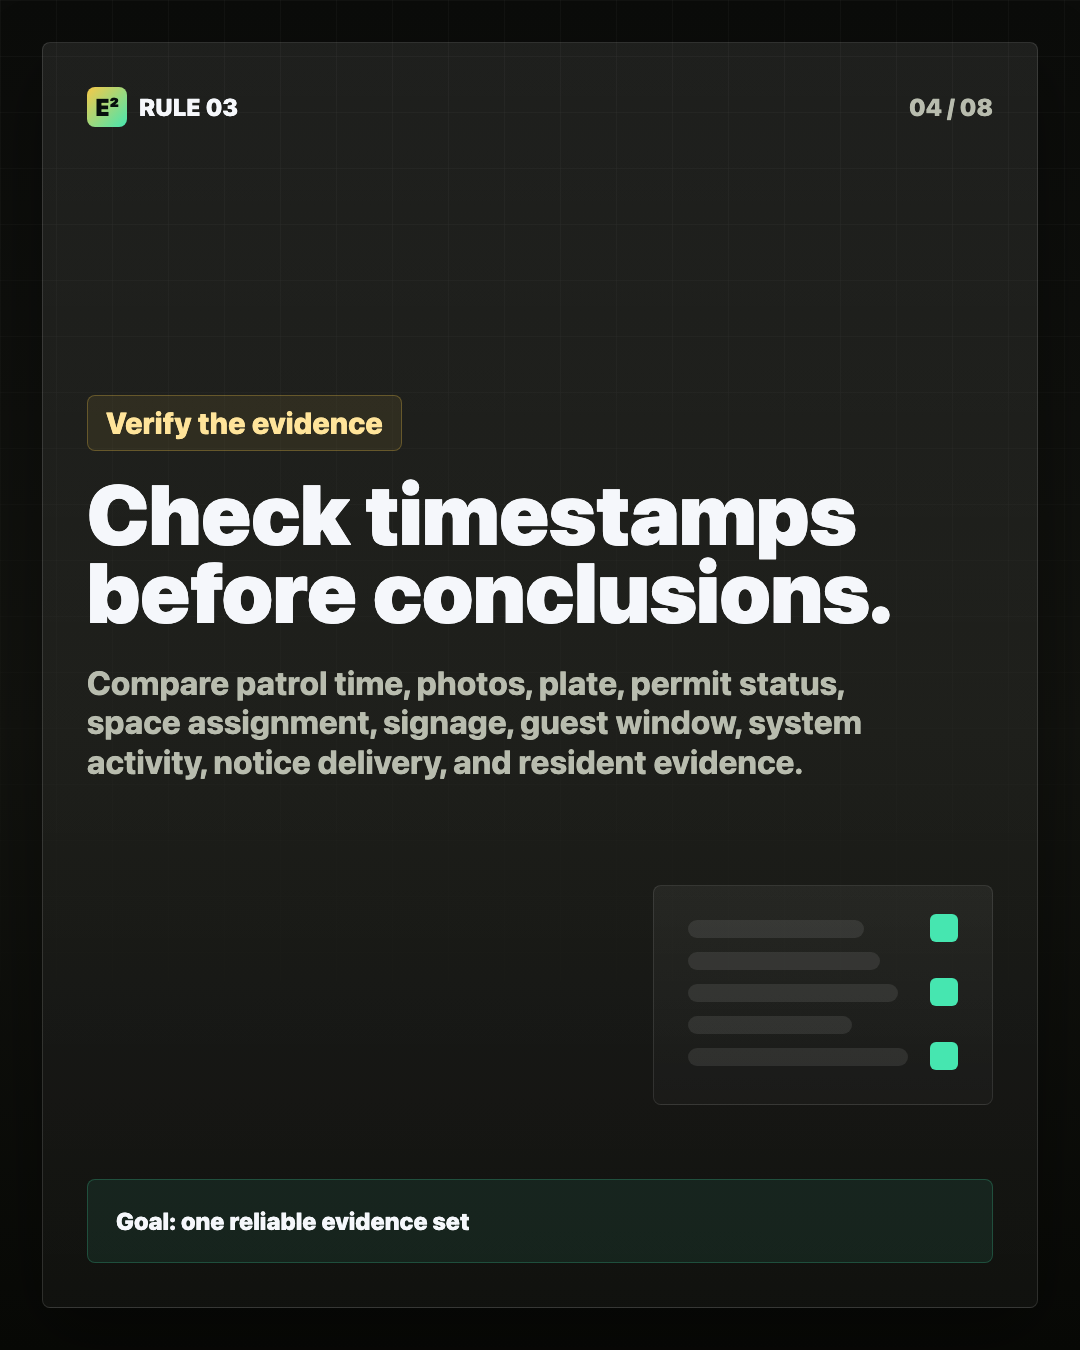 E² RULE 03
04 / 08
Verify the evidence
Check timestamps
before conclusions.
Compare patrol time, photos, plate, permit status,
space assignment, signage, guest window, system
activity, notice delivery, and resident evidence.
Goal: one reliable evidence set